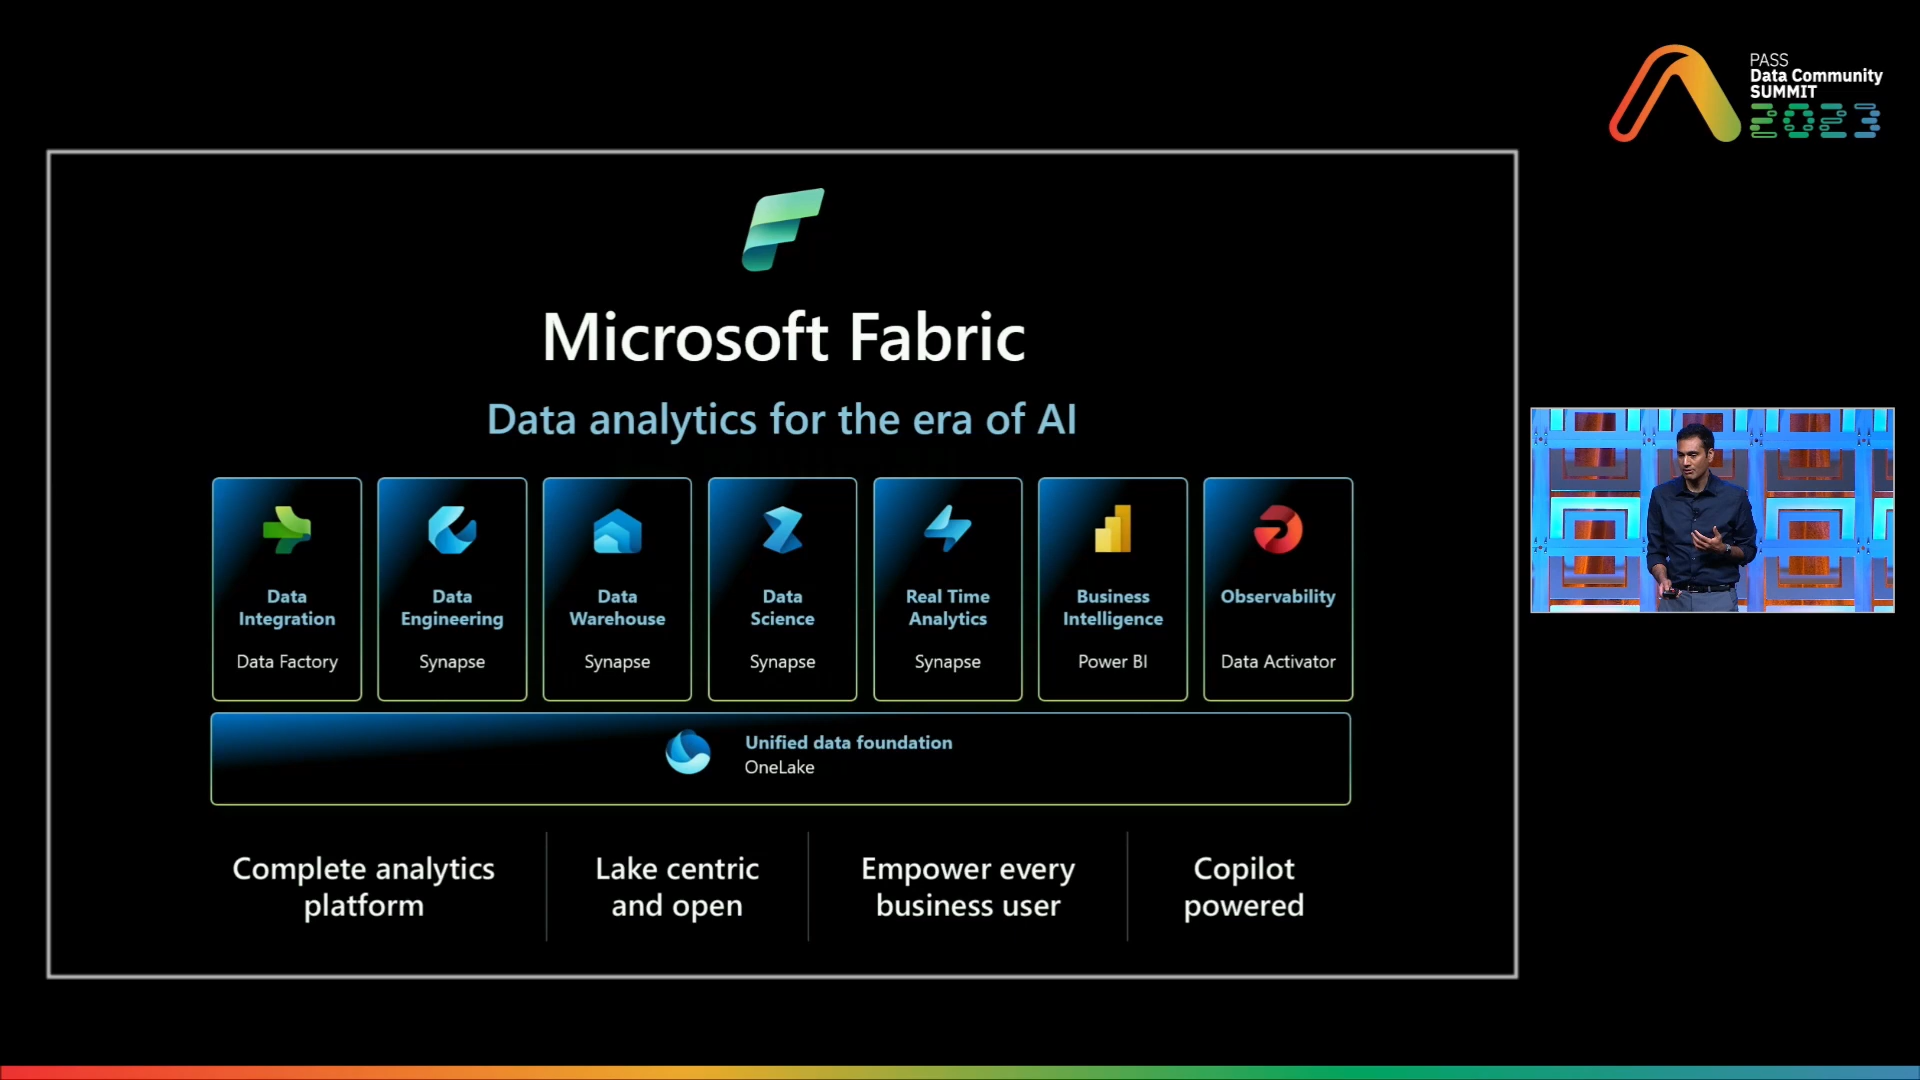 PASS
Data Community
SUMMIT
2023
Microsoft Fabric
Data analytics for the era of AI
Data
Integration
Data Factory
Data
Engineering
Synapse
Data
Warehouse
Synapse
Data
Science
Synapse
Real Time
Analytics
Synapse
Business
Intelligence
Power BI
Observability
Data Activator
Unified data foundation
OneLake
Complete analytics
platform
Lake centric
and open
Empower every
business user
Copilot
powered